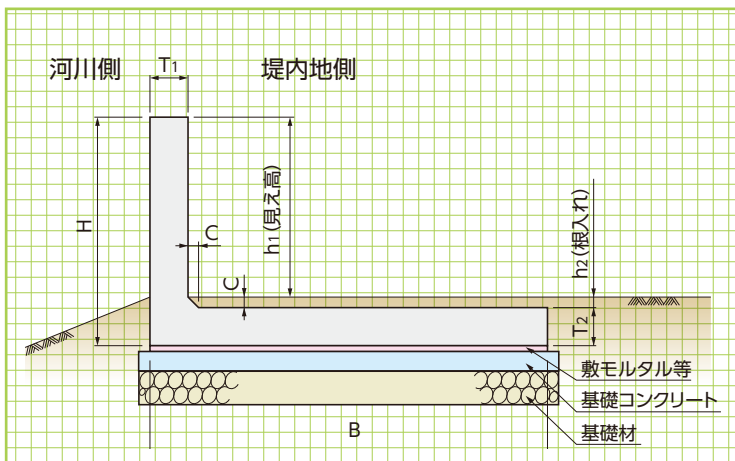 河川側
T1
堤内地側
H
h1(見え高)
C
C
h2(根入れ)
T2
敷モルタル等
基礎コンクリート
B
基礎材